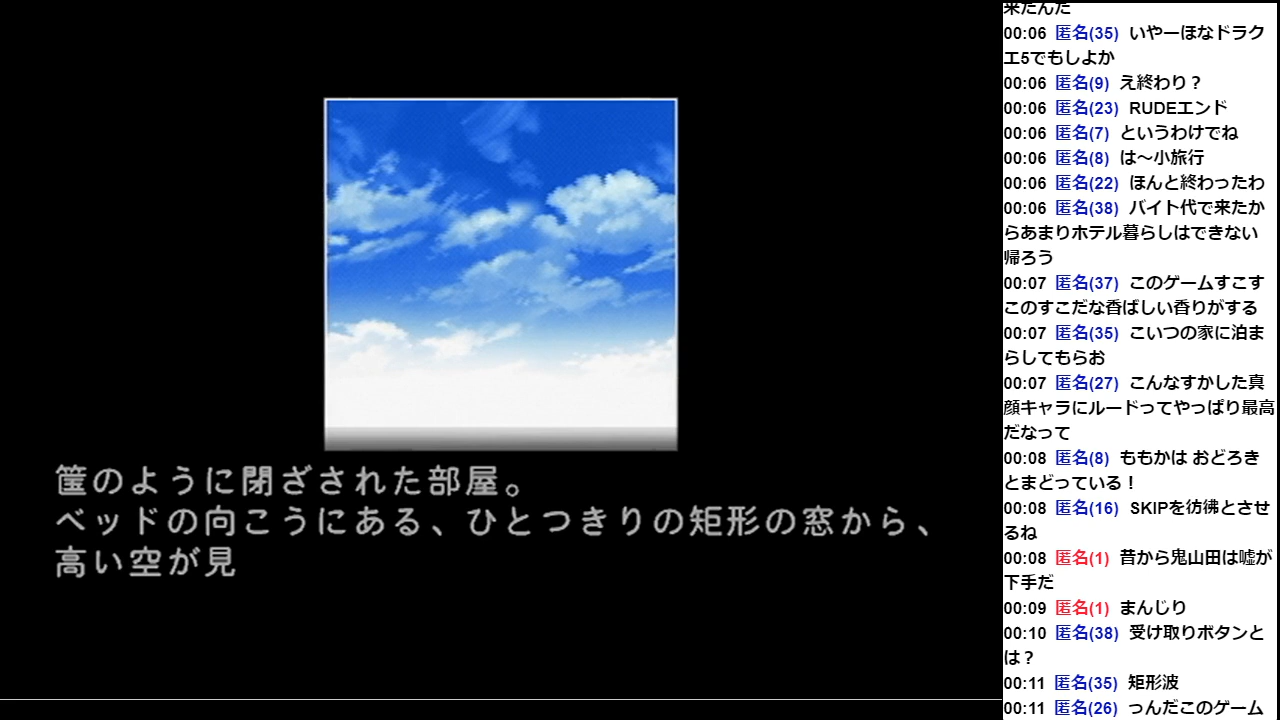 筐のように閉ざされた部屋。
ベッドの向こうにある、ひとつきりの矩形の窓から、
高い空が見
来たんだ
00:06 匿名(35) いやーほなドラク
エ5でもしよか
00:06 匿名(9) え終わり？
00:06 匿名(23) RUDEエンド
00:06 匿名(7) というわけでね
00:06 匿名(8) は～小旅行
00:06 匿名(22) ほんと終わったわ
00:06 匿名(38) バイト代で来たか
らあまりホテル暮らしはできない
帰ろう
00:07 匿名(37) このゲームすこす
このすこだな香ばしい香りがする
00:07 匿名(35) こいつの家に泊ま
らしてもらお
00:07 匿名(27) こんなすかした真
顔キャラにルードってやっぱり最高
だなって
00:08 匿名(8) ももかは おどろき
とまどっている！
00:08 匿名(16) SKIPを彷彿とさせ
るね
00:08 匿名(1) 昔から鬼山田は嘘が
下手だ
00:09 匿名(1) まんじり
00:10 匿名(38) 受け取りボタンと
は？
00:11 匿名(35) 矩形波
00:11 匿名(26) っんだこのゲーム